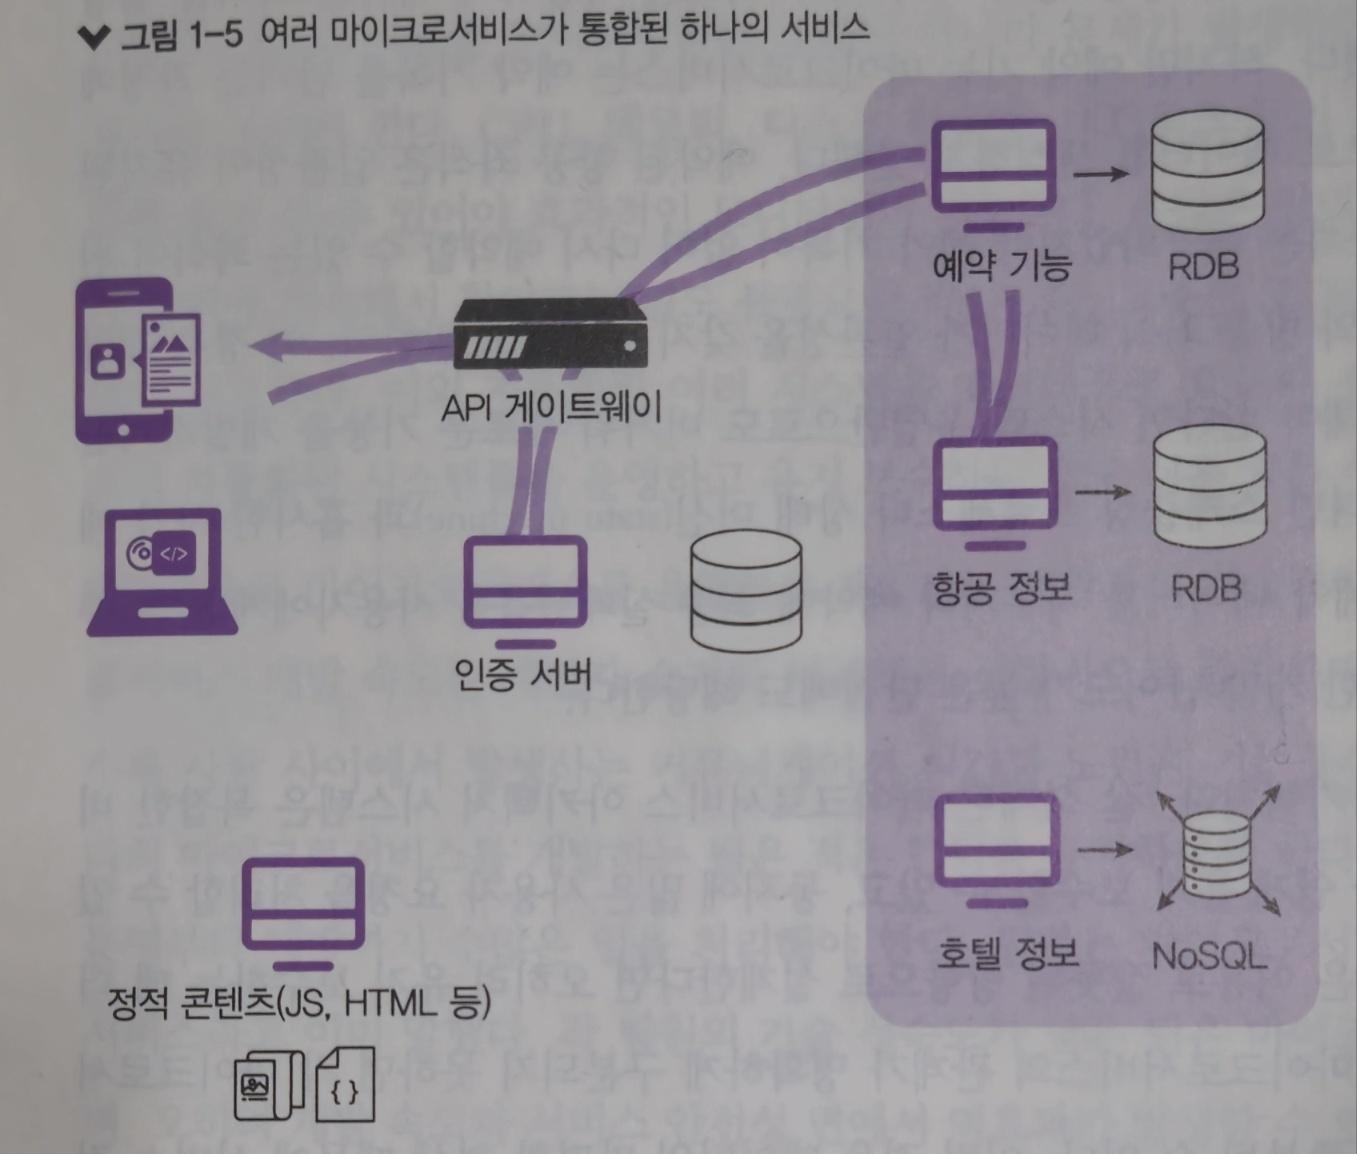 그림 1-5 여러 마이크로서비스가 통합된 하나의 서비스
예약 기능
RDB
API 게이트웨이
항공 정보
RDB
</>
인증 서버
호텔 정보
NoSQL
정적 콘텐츠(JS, HTML 등)
{ }